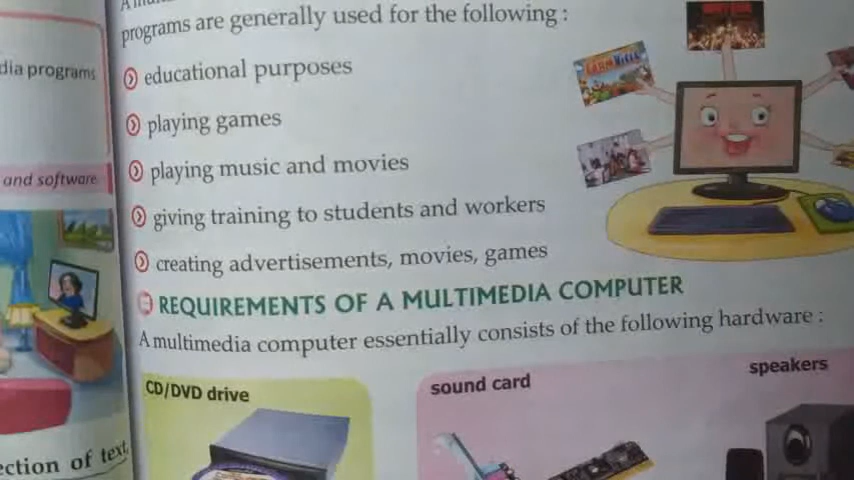 dia programs
and software
ection of text,
programs are generally used for the following :
educational purposes
playing games
playing music and movies
giving training to students and workers
creating advertisements, movies, games
REQUIREMENTS OF A MULTIMEDIA COMPUTER
A multimedia computer essentially consists of the following hardware :
CD/DVD drive
sound card
speakers